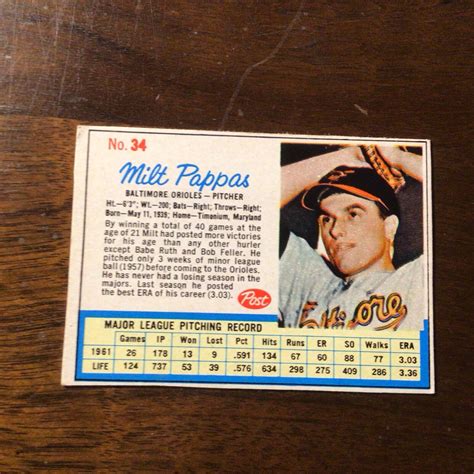 No. 34
Milt Pappas
BALTIMORE ORIOLES—PITCHER
Ht.—6'3"; Wt.—200; Bats—Right; Throws—Right;
Born—May 11, 1939; Home—Timonium, Maryland
By winning a total of 40 games at the
age of 21 Milt had posted more victories
for his age than any other hurler
except Babe Ruth and Bob Feller. He
pitched only 3 weeks of minor league
ball (1957) before coming to the Orioles.
He has never had a losing season in the
majors. Last season he posted
the best ERA of his career (3.03).
Post
Orioles
MAJOR LEAGUE PITCHING RECORD
Games IP Won Lost Pct. Hits Runs ER SO Walks ERA
1961 26 178 13 9 .591 134 67 60 88 77 3.03
LIFE 124 737 53 39 .576 634 298 275 409 286 3.36